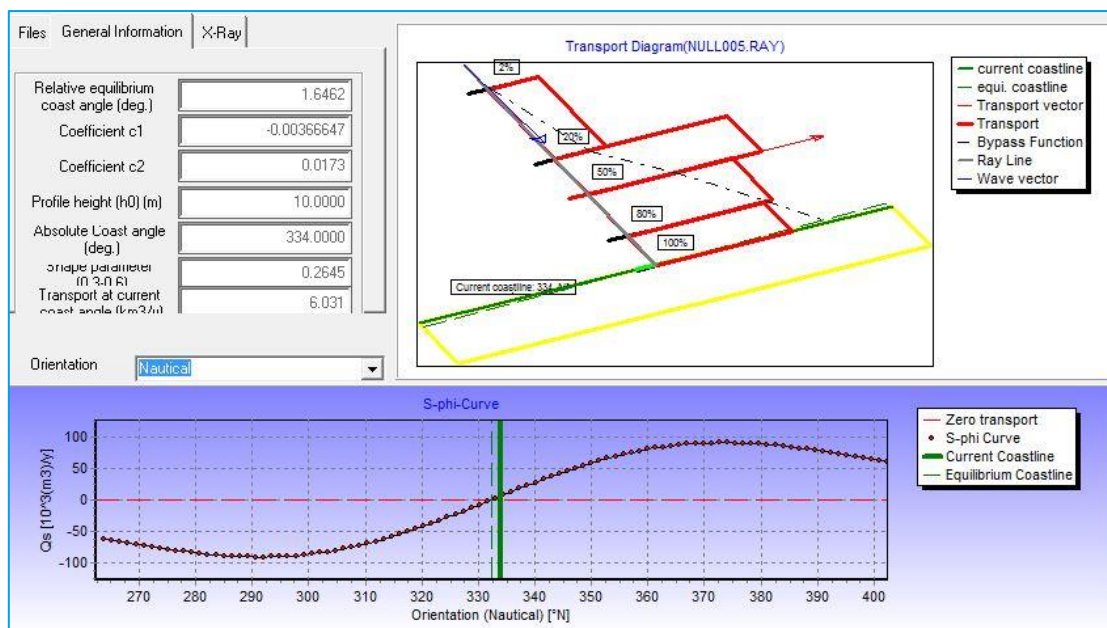 Files General Information X-Ray
Relative equilibrium
coast angle (deg.)
1.6462
Coefficient c1
-0.00366647
Coefficient c2
0.0173
Profile height (h0) (m)
10.0000
Absolute Coast angle
(deg.)
334.0000
Shape parameter
(0.3-0.6)
0.2645
Transport at current
coast angle (km3/y)
6.031
Orientation
Nautical
Transport Diagram(NULL005.RAY)
2%
20%
50%
80%
100%
Current coastline: 334
current coastline
equi. coastline
Transport vector
Transport
Bypass Function
Ray Line
Wave vector
S-phi-Curve
Qs [10^3(m3)/y]
100
50
0
-50
-100
270 280 290 300 310 320 330 340 350 360 370 380 390 400
Orientation (Nautical) [°N]
Zero transport
S-phi Curve
Current Coastline
Equilibrium Coastline